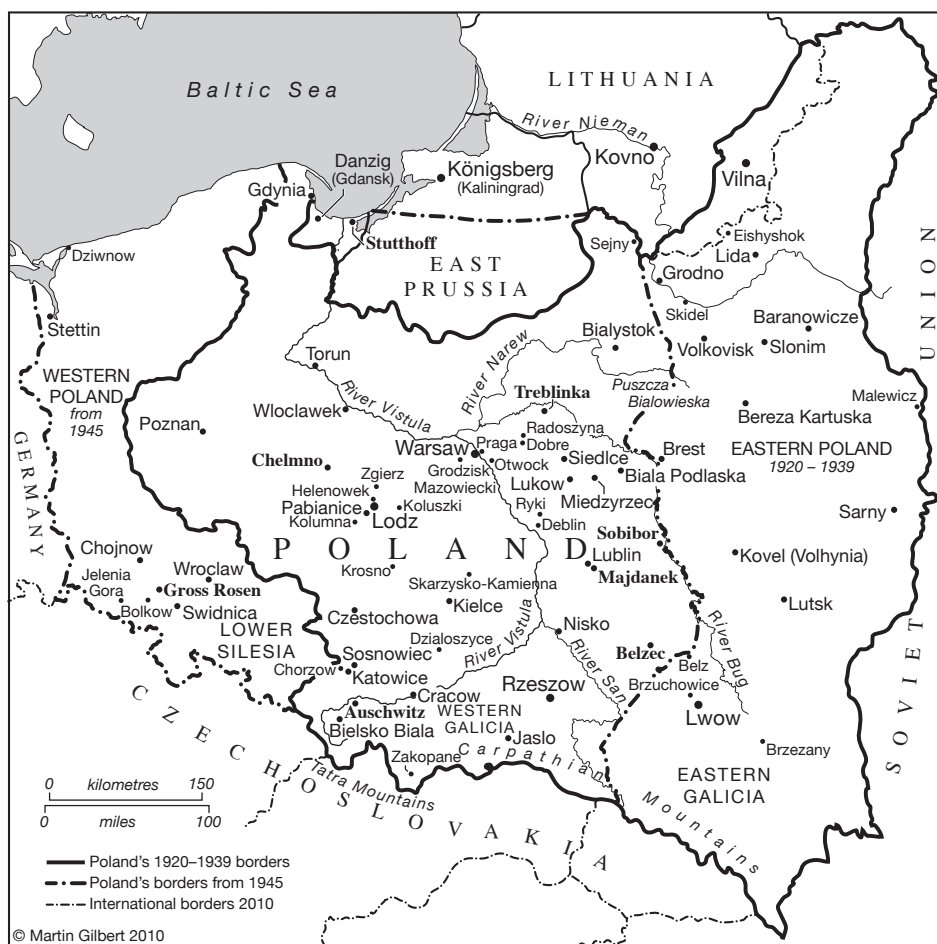 Baltic Sea
LITHUANIA
River Nieman
Kovno
Danzig
(Gdansk)
Königsberg
(Kaliningrad)
Vilna
Gdynia
Stutthoff
Sejny
Eishyshok
Lida
Dziwnow
EAST
PRUSSIA
Grodno
Stettin
Skidel
Baranowicze
Bialystok
Volkovisk
Slonim
Torun
River Narew
WESTERN
POLAND
from
1945
River Vistula
Treblinka
Puszcza
Bialowieska
Malewicz
Wloclawek
Bereza Kartuska
Poznan
Radoszyna
Warsaw
Praga
Dobre
Brest
EASTERN POLAND
1920 – 1939
Chelmno
Grodzisk
Mazowiecki
Otwock
Siedlce
Biala Podlaska
Zgierz
Helenowek
Lukow
Pabianice
Koluszki
Ryki
Miedzyrzec
Kolumna
Lodz
Deblin
Sarny
GERMANY
SOVIET UNION
POLAND
Sobibor
Chojnow
Lublin
Kovel (Volhynia)
Jelenia
Gora
Wroclaw
Krosno
Skarzysko-Kamienna
Majdanek
Gross Rosen
Bolkow
Swidnica
Kielce
Lutsk
LOWER
SILESIA
Czestochowa
Dzialoszyce
River Vistula
Nisko
River Bug
Sosnowiec
Belzec
Chorzow
Katowice
River San
Belz
Brzuchowice
Cracow
Rzeszow
Auschwitz
WESTERN
GALICIA
Lwow
Bielsko Biala
Jaslo
Brzezany
Zakopane
Carpathian
Mountains
EASTERN
GALICIA
Tatra Mountains
CZECHOSLOVAKIA
0 kilometres 150
0 miles 100
Poland's 1920–1939 borders
Poland's borders from 1945
International borders 2010
© Martin Gilbert 2010